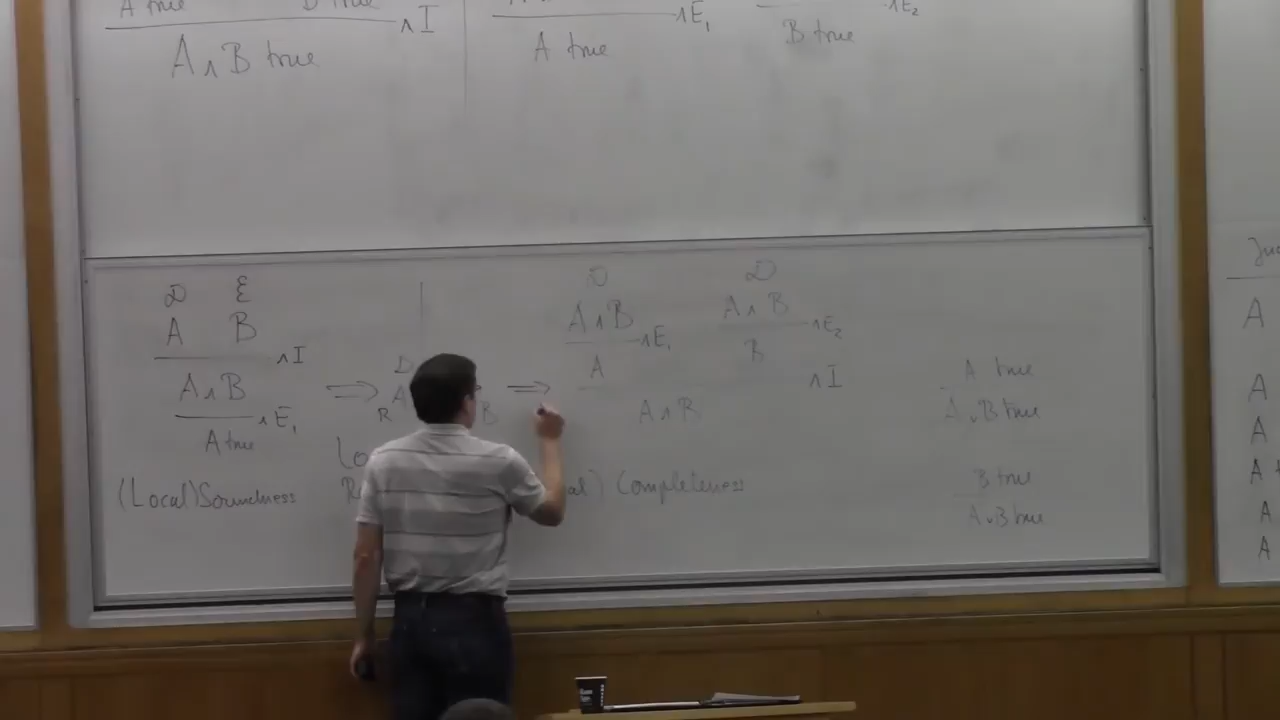 A true B true ∧I
A ∧ B true
∧E₁
A true
∧E₂
B true
D E
A B ∧I
A ∧ B ∧E₁
A true
(Local) Soundness
⇒ D
R A
B ⇒
D D
A ∧ B ∧E₁ A ∧ B ∧E₂
A B ∧I
A ∧ B
Completeness
A true
A ∨ B true
B true
A ∨ B true
A
A
A
A
A
A